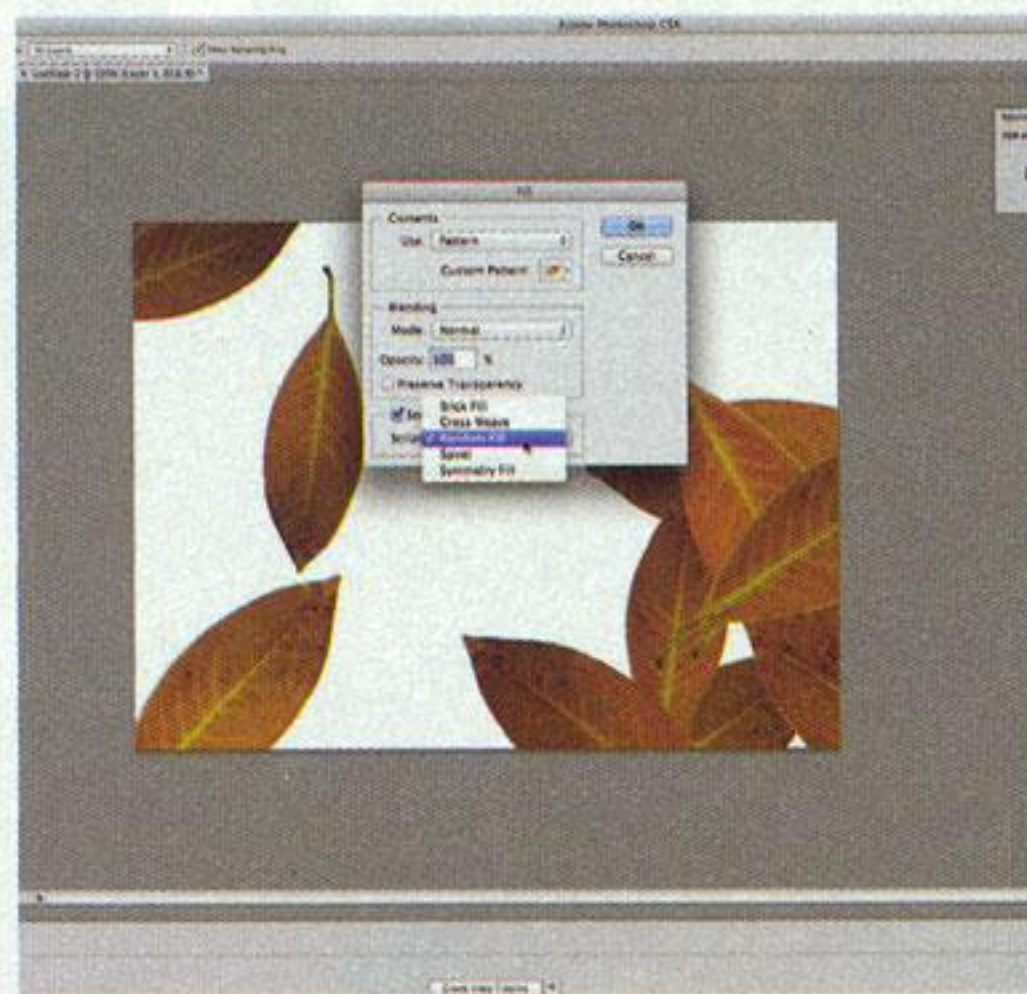 Adobe Photoshop CS6
Fill
Contents
Use: Pattern
Custom Pattern:
OK
Cancel
Blending
Mode: Normal
Opacity: 100 %
Preserve Transparency
Brick Fill
Cross Weave
Script: Random Fill
Spiral
Symmetry Fill